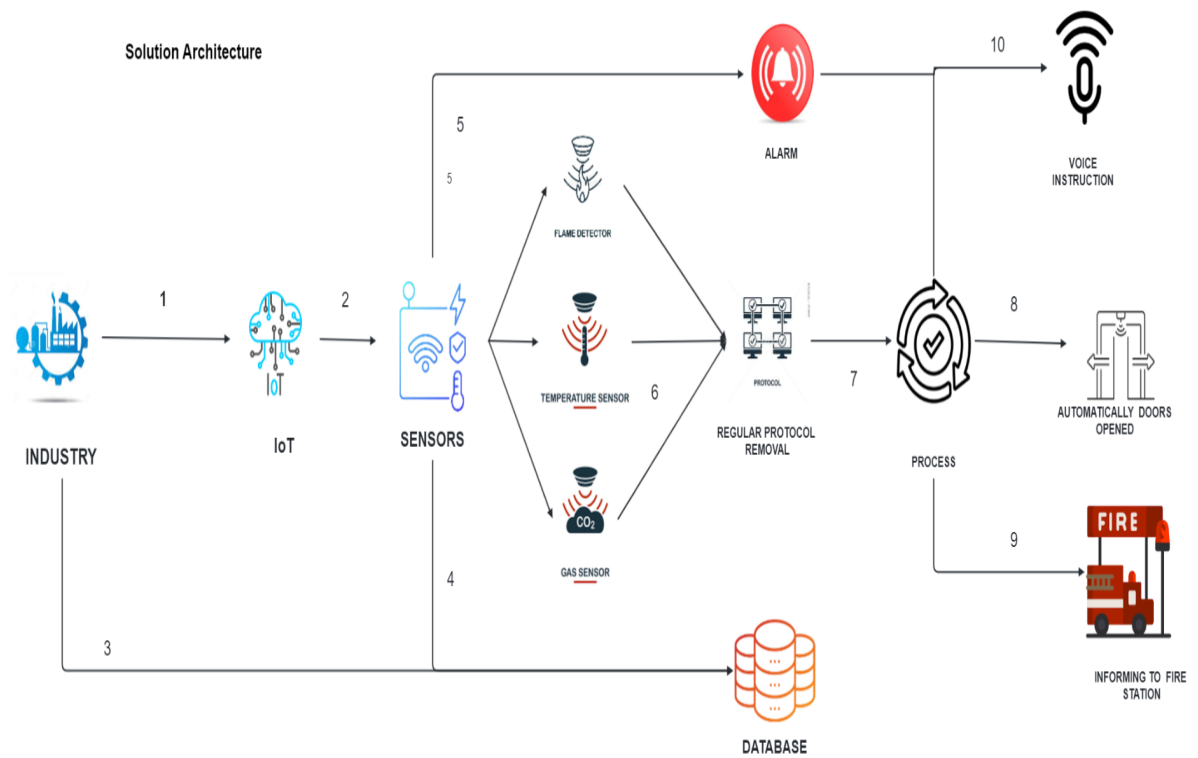 Solution Architecture
10
5
ALARM
VOICE
INSTRUCTION
5
FLAME DETECTOR
1
2
8
IoT
CO2
INDUSTRY
IoT
SENSORS
TEMPERATURE SENSOR
6
PROTOCOL
REGULAR PROTOCOL
REMOVAL
7
PROCESS
AUTOMATICALLY DOORS
OPENED
GAS SENSOR
4
9
FIRE
3
INFORMING TO FIRE
STATION
DATABASE